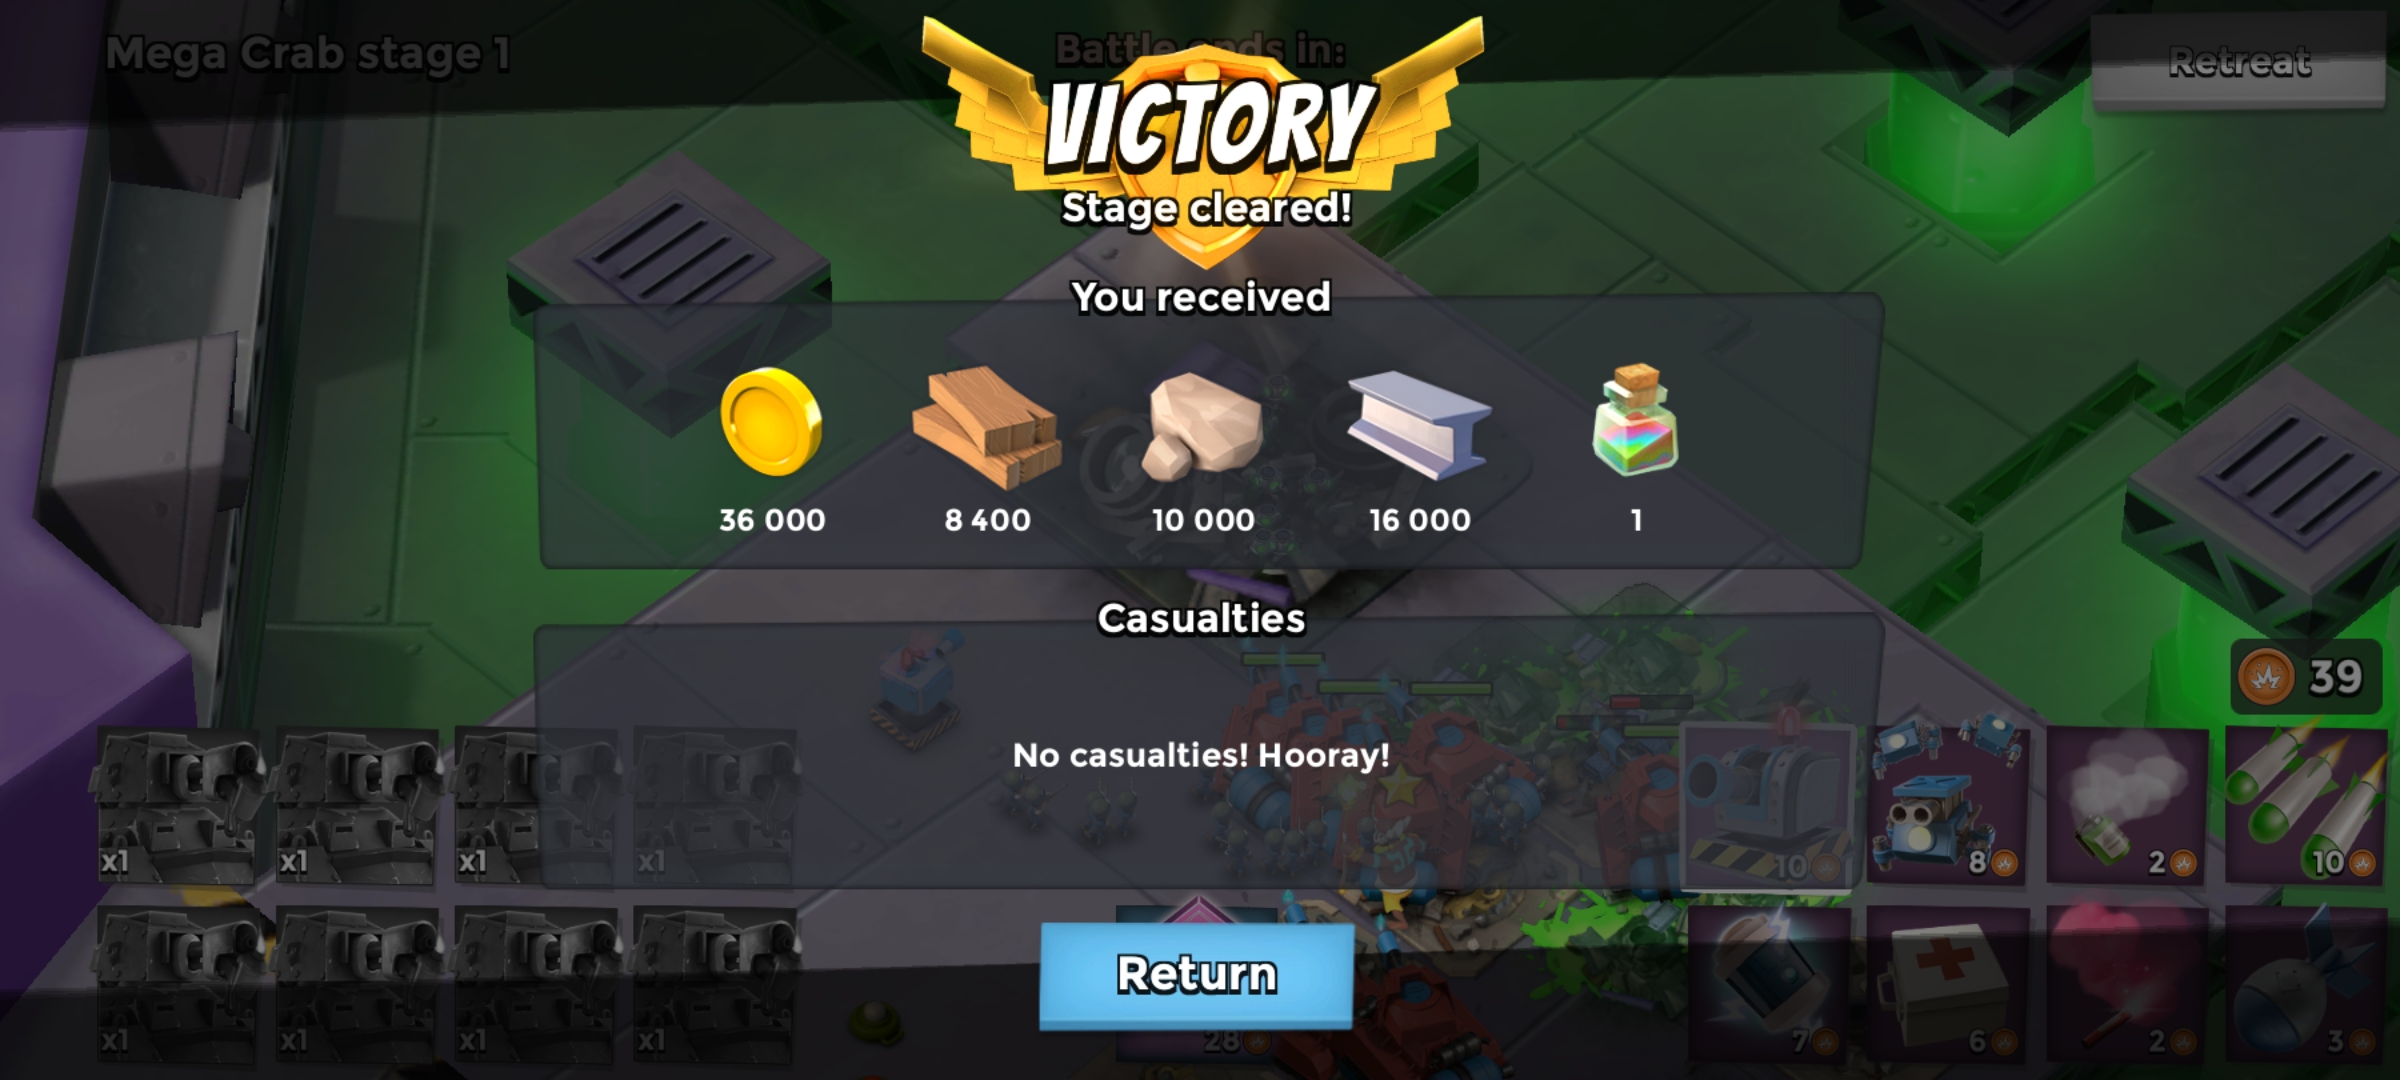 Mega Crab stage 1
Battle ends in:
Retreat
VICTORY
Stage cleared!
You received
36 000
8 400
10 000
16 000
1
Casualties
39
No casualties! Hooray!
x1
x1
x1
x1
10
8
2
10
Return
x1
x1
x1
x1
28
7
6
2
3